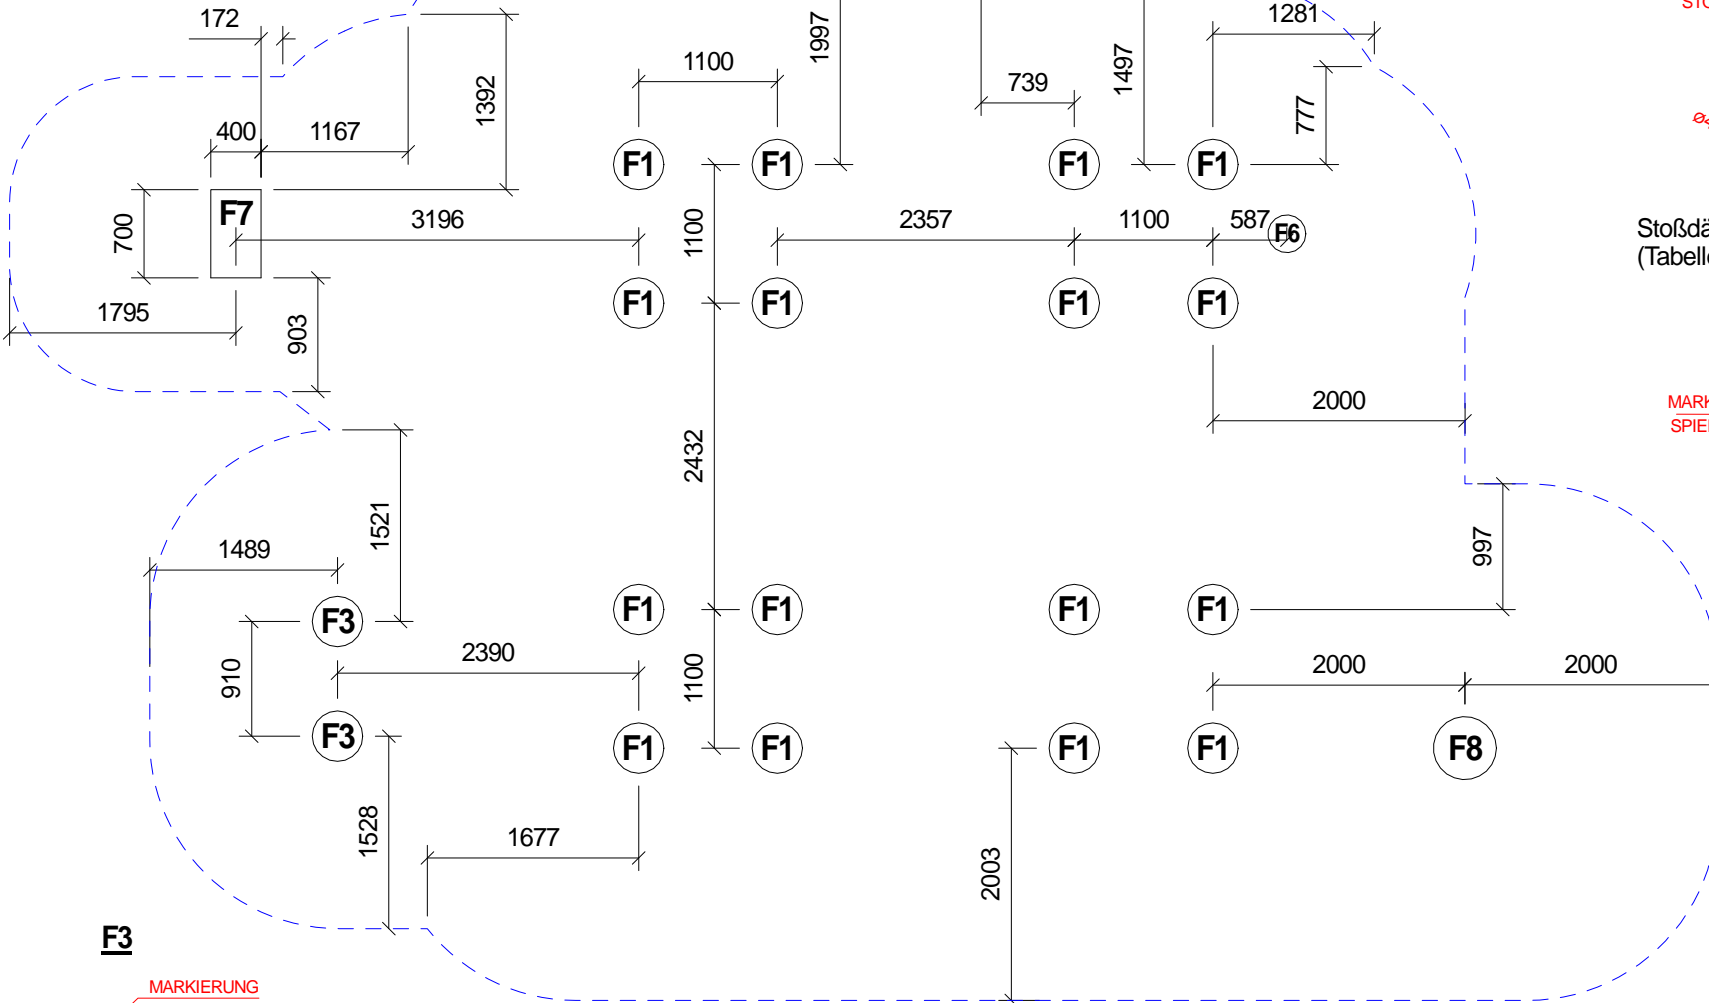 172
1281
1997
1497
1100
739
777
1392
400
1167
F1
F1
F1
F1
F7
700
3196
1100
2357
1100
587
F6
Stoßdä
(Tabelle
1795
903
F1
F1
F1
F1
2000
MARK
SPIEL
2432
1521
997
1489
F3
F1
F1
F1
F1
910
2390
1100
2000
2000
F3
F1
F1
F1
F1
F8
1528
1677
2003
F3
MARKIERUNG